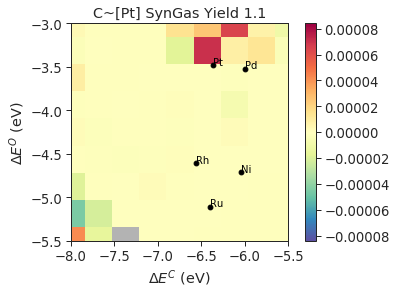 C~[Pt] SynGas Yield 1.1
−3.0
−3.5
−4.0
−4.5
−5.0
−5.5
ΔE^O (eV)
Pt
Pd
Rh
Ni
Ru
−8.0 −7.5 −7.0 −6.5 −6.0 −5.5
ΔE^C (eV)
0.00008
0.00006
0.00004
0.00002
0.00000
−0.00002
−0.00004
−0.00006
−0.00008